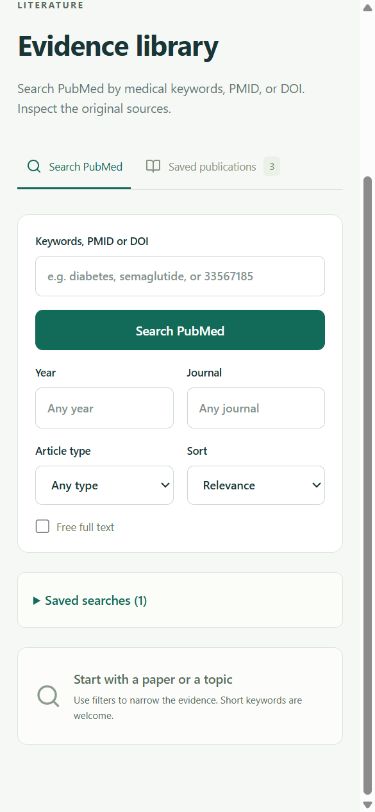 LITERATURE
Evidence library
Search PubMed by medical keywords, PMID, or DOI.
Inspect the original sources.
Search PubMed
Saved publications 3
Keywords, PMID or DOI
e.g. diabetes, semaglutide, or 33567185
Search PubMed
Year
Journal
Any year
Any journal
Article type
Sort
Any type
Relevance
Free full text
Saved searches (1)
Start with a paper or a topic
Use filters to narrow the evidence. Short keywords are
welcome.